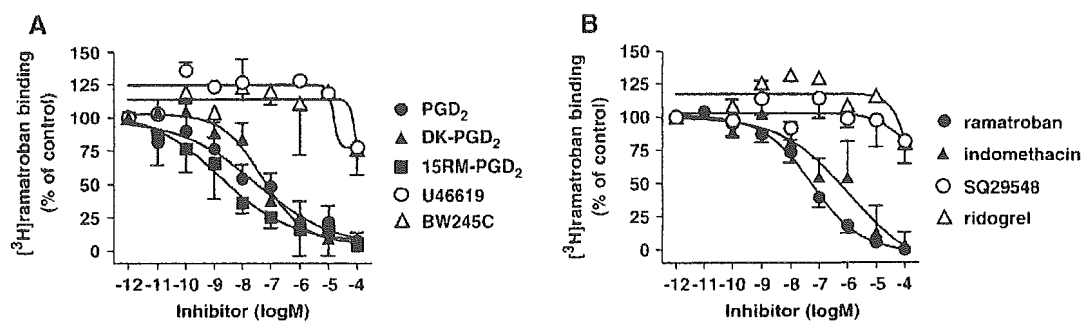 A
[³H]ramatroban binding
(% of control)
150
125
100
75
50
25
0
-12 -11 -10 -9 -8 -7 -6 -5 -4
Inhibitor (logM)
PGD₂
DK-PGD₂
15RM-PGD₂
U46619
BW245C
B
[³H]ramatroban binding
(% of control)
150
125
100
75
50
25
0
-12 -11 -10 -9 -8 -7 -6 -5 -4
Inhibitor (logM)
ramatroban
indomethacin
SQ29548
ridogrel